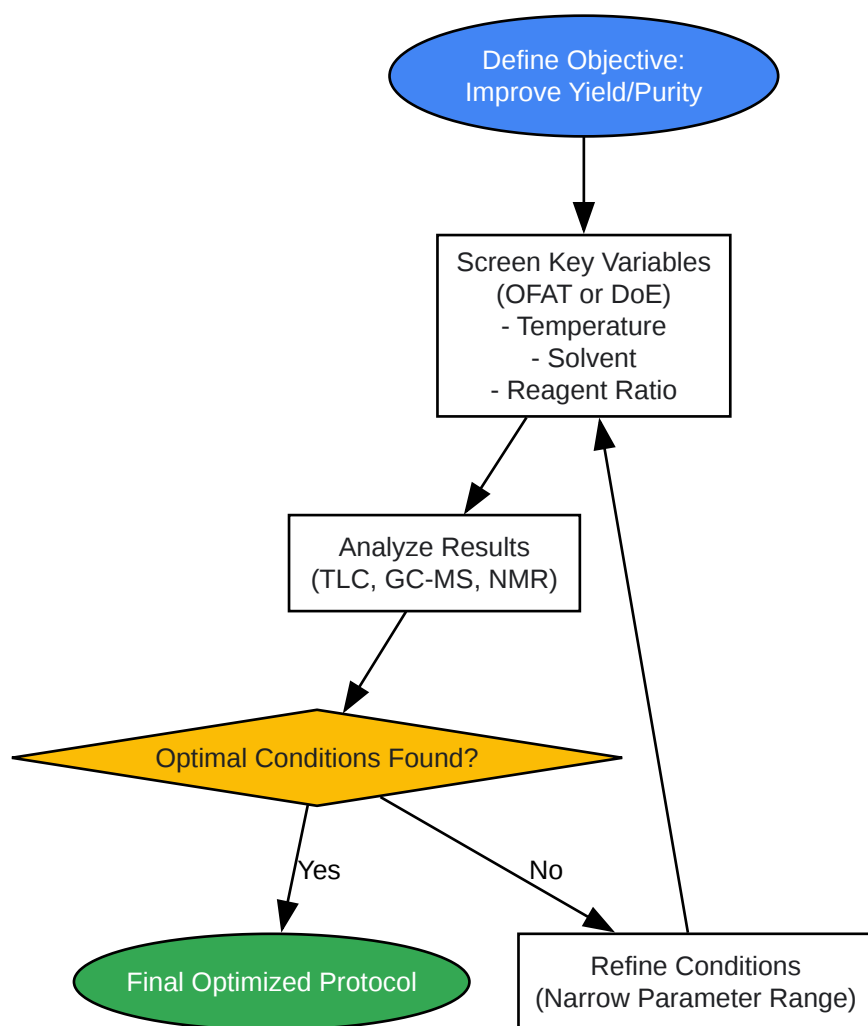 Define Objective:
Improve Yield/Purity
Screen Key Variables
(OFAT or DoE)
- Temperature
- Solvent
- Reagent Ratio
Analyze Results
(TLC, GC-MS, NMR)
Optimal Conditions Found?
Yes
No
Final Optimized Protocol
Refine Conditions
(Narrow Parameter Range)